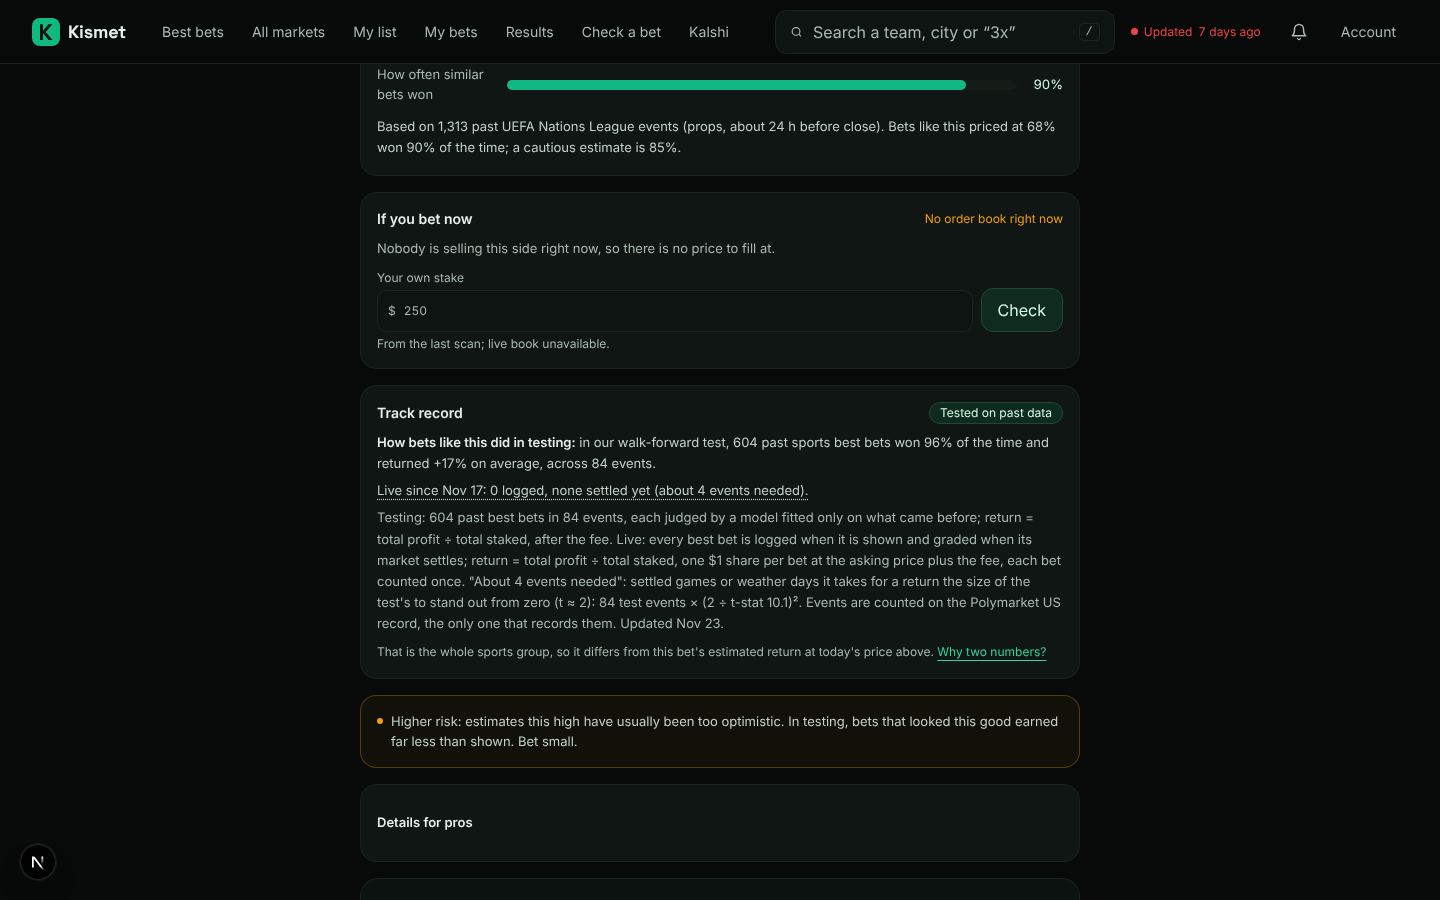 Kismet
Best bets
All markets
My list
My bets
Results
Check a bet
Kalshi
Search a team, city or “3x”
/
Updated 7 days ago
Account
How often similar
bets won
90%
Based on 1,313 past UEFA Nations League events (props, about 24 h before close). Bets like this priced at 68%
won 90% of the time; a cautious estimate is 85%.
If you bet now
No order book right now
Nobody is selling this side right now, so there is no price to fill at.
Your own stake
$ 250
Check
From the last scan; live book unavailable.
Track record
Tested on past data
How bets like this did in testing: in our walk-forward test, 604 past sports best bets won 96% of the time and
returned +17% on average, across 84 events.
Live since Nov 17: 0 logged, none settled yet (about 4 events needed).
Testing: 604 past best bets in 84 events, each judged by a model fitted only on what came before; return =
total profit ÷ total staked, after the fee. Live: every best bet is logged when it is shown and graded when its
market settles; return = total profit ÷ total staked, one $1 share per bet at the asking price plus the fee, each bet
counted once. "About 4 events needed": settled games or weather days it takes for a return the size of the
test's to stand out from zero (t ≈ 2): 84 test events × (2 ÷ t-stat 10.1)². Events are counted on the Polymarket US
record, the only one that records them. Updated Nov 23.
That is the whole sports group, so it differs from this bet's estimated return at today's price above. Why two numbers?
Higher risk: estimates this high have usually been too optimistic. In testing, bets that looked this good earned
far less than shown. Bet small.
Details for pros